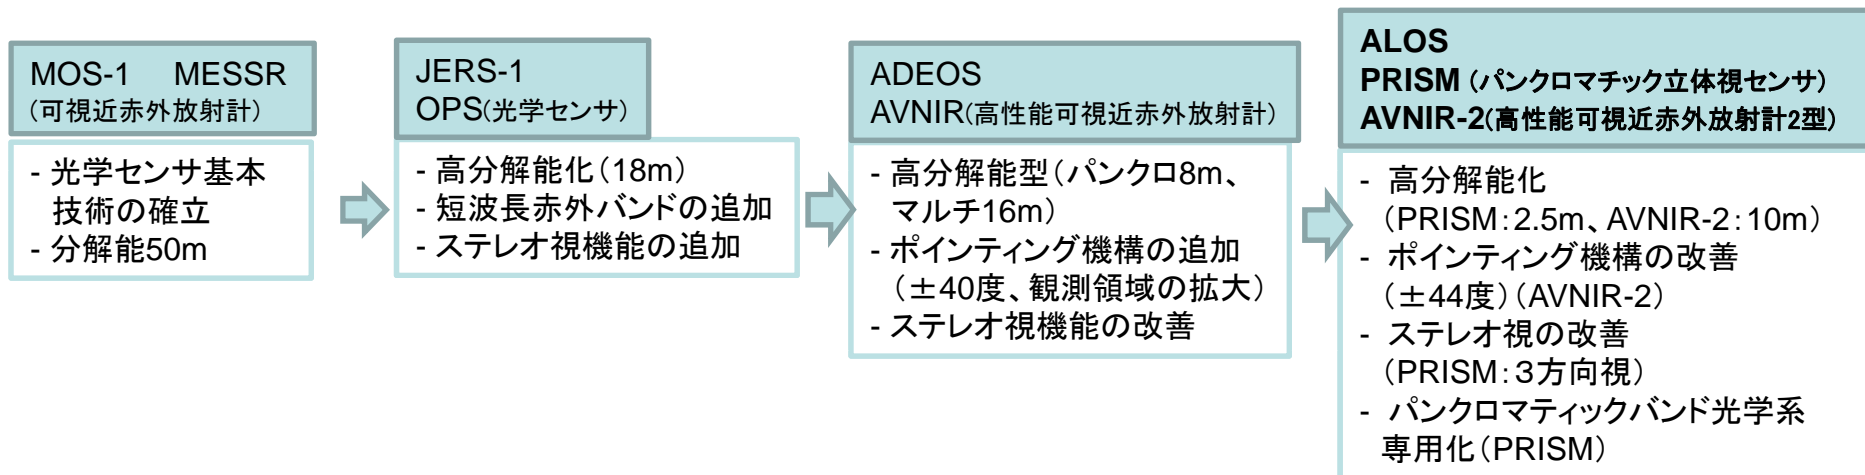 MOS-1 MESSR
(可視近赤外放射計)
- 光学センサ基本
技術の確立
- 分解能50m
JERS-1
OPS(光学センサ)
- 高分解能化(18m)
- 短波長赤外バンドの追加
- ステレオ視機能の追加
ADEOS
AVNIR(高性能可視近赤外放射計)
- 高分解能型(パンクロ8m、
マルチ16m)
- ポインティング機構の追加
(±40度、観測領域の拡大)
- ステレオ視機能の改善
ALOS
PRISM (パンクロマチック立体視センサ)
AVNIR-2(高性能可視近赤外放射計2型)
- 高分解能化
(PRISM:2.5m、AVNIR-2:10m)
- ポインティング機構の改善
(±44度)(AVNIR-2)
- ステレオ視の改善
(PRISM:3方向視)
- パンクロマティックバンド光学系
専用化(PRISM)